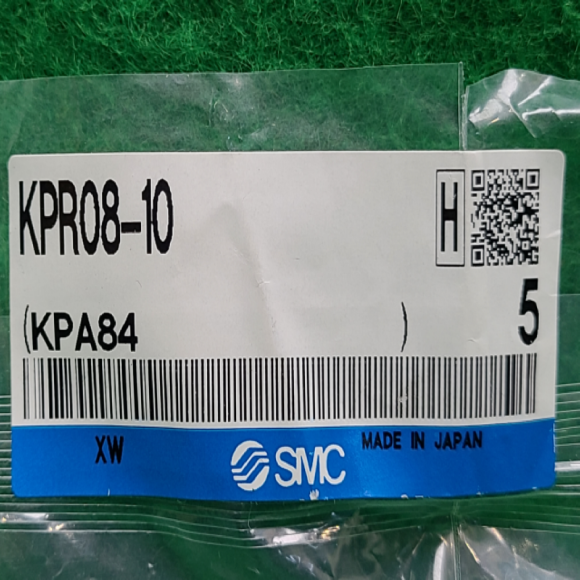 KPR08-10
H
(KPA84 )
5
XW
SMC
MADE IN JAPAN